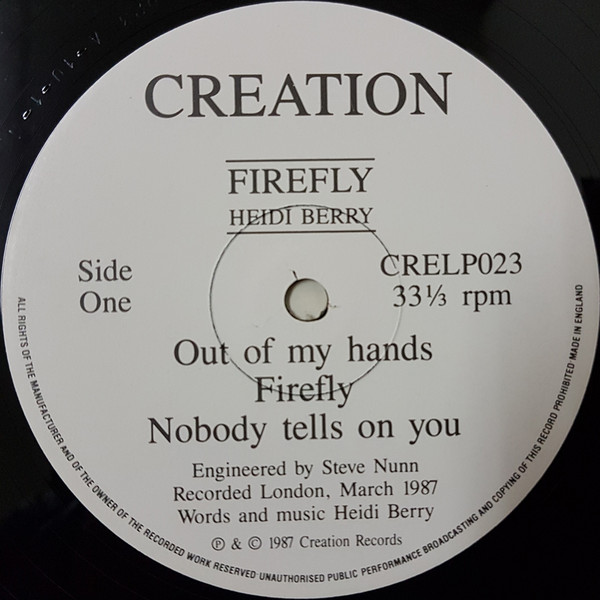 CREATION
FIREFLY
HEIDI BERRY
Side
One
CRELP023
33⅓ rpm
Out of my hands
Firefly
Nobody tells on you
Engineered by Steve Nunn
Recorded London, March 1987
Words and music Heidi Berry
℗ & © 1987 Creation Records
ALL RIGHTS OF THE MANUFACTURER AND OF THE OWNER OF THE RECORDED WORK RESERVED UNAUTHORISED PUBLIC PERFORMANCE BROADCASTING AND COPYING OF THIS RECORD PROHIBITED MADE IN ENGLAND